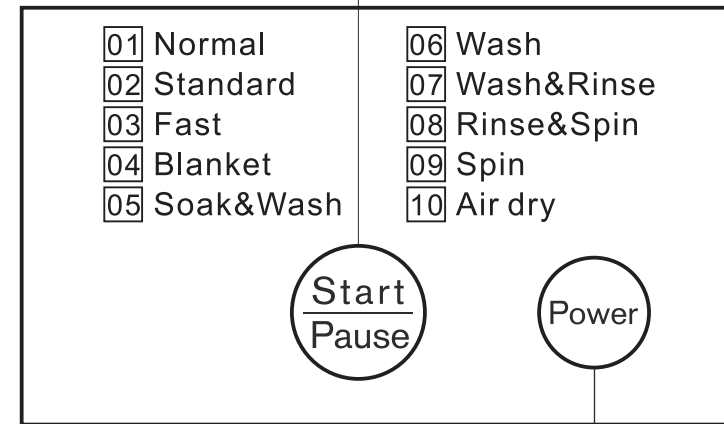 01 Normal
02 Standard
03 Fast
04 Blanket
05 Soak&Wash
06 Wash
07 Wash&Rinse
08 Rinse&Spin
09 Spin
10 Air dry
Start
Pause
Power